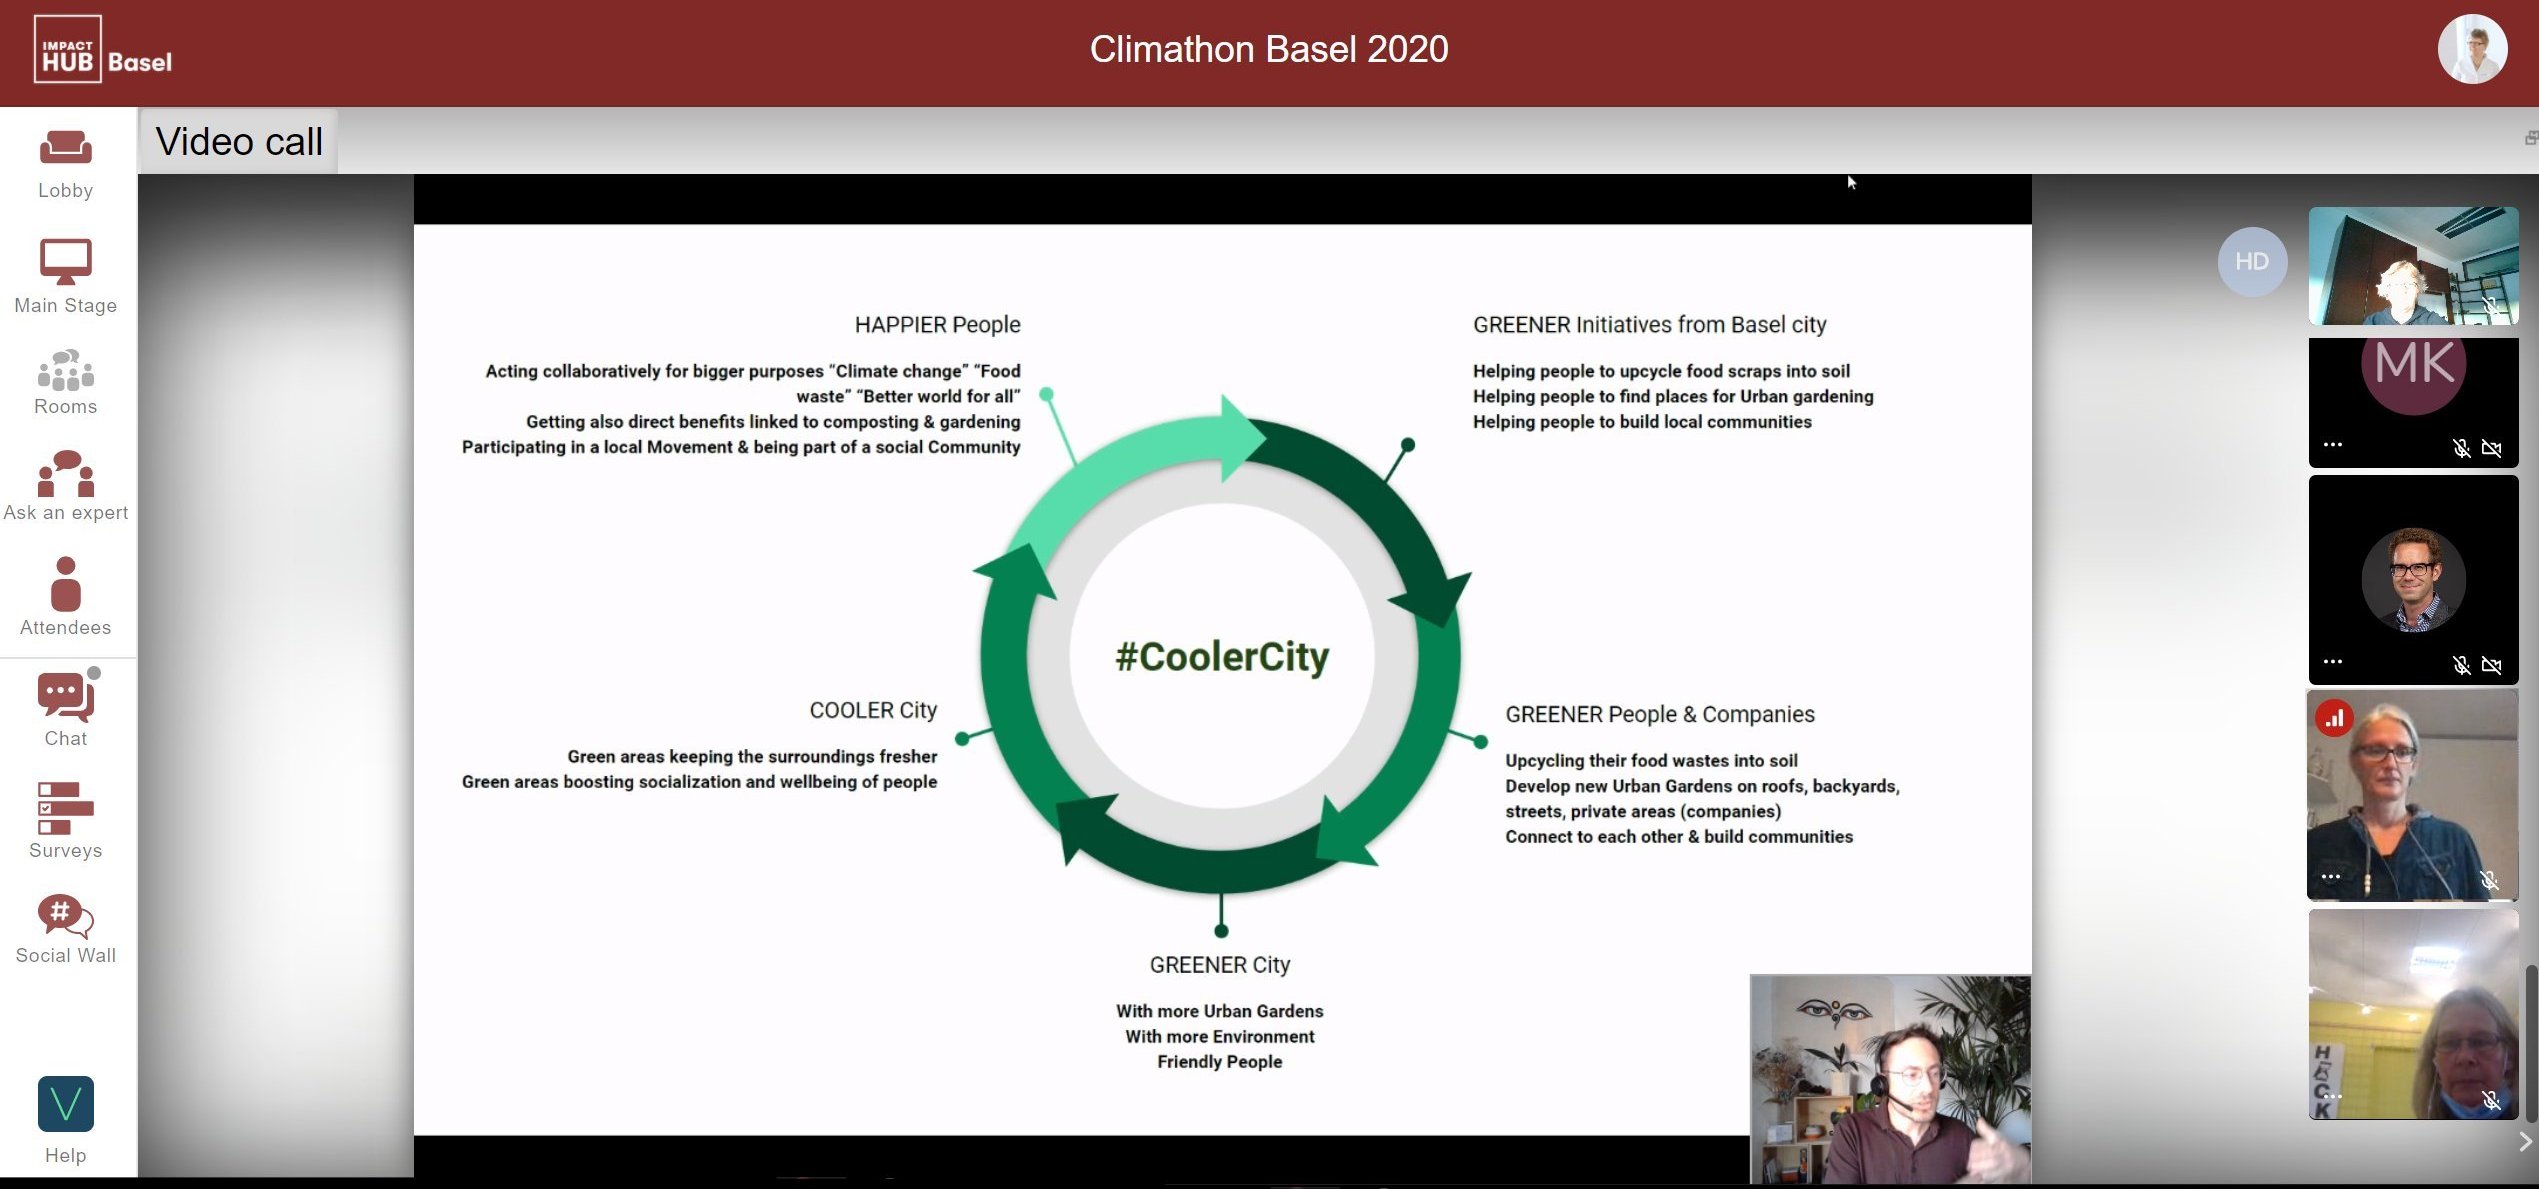 IMPACT
HUB Basel
Climathon Basel 2020
Video call
Lobby
Main Stage
Rooms
Ask an expert
Attendees
Chat
Surveys
#
Social Wall
V
Help
HAPPIER People
Acting collaboratively for bigger purposes “Climate change” “Food
waste” “Better world for all”
Getting also direct benefits linked to composting & gardening
Participating in a local Movement & being part of a social Community
GREENER Initiatives from Basel city
Helping people to upcycle food scraps into soil
Helping people to find places for Urban gardening
Helping people to build local communities
#CoolerCity
COOLER City
Green areas keeping the surroundings fresher
Green areas boosting socialization and wellbeing of people
GREENER People & Companies
Upcycling their food wastes into soil
Develop new Urban Gardens on roofs, backyards,
streets, private areas (companies)
Connect to each other & build communities
GREENER City
With more Urban Gardens
With more Environment
Friendly People
HD
MK
HACK